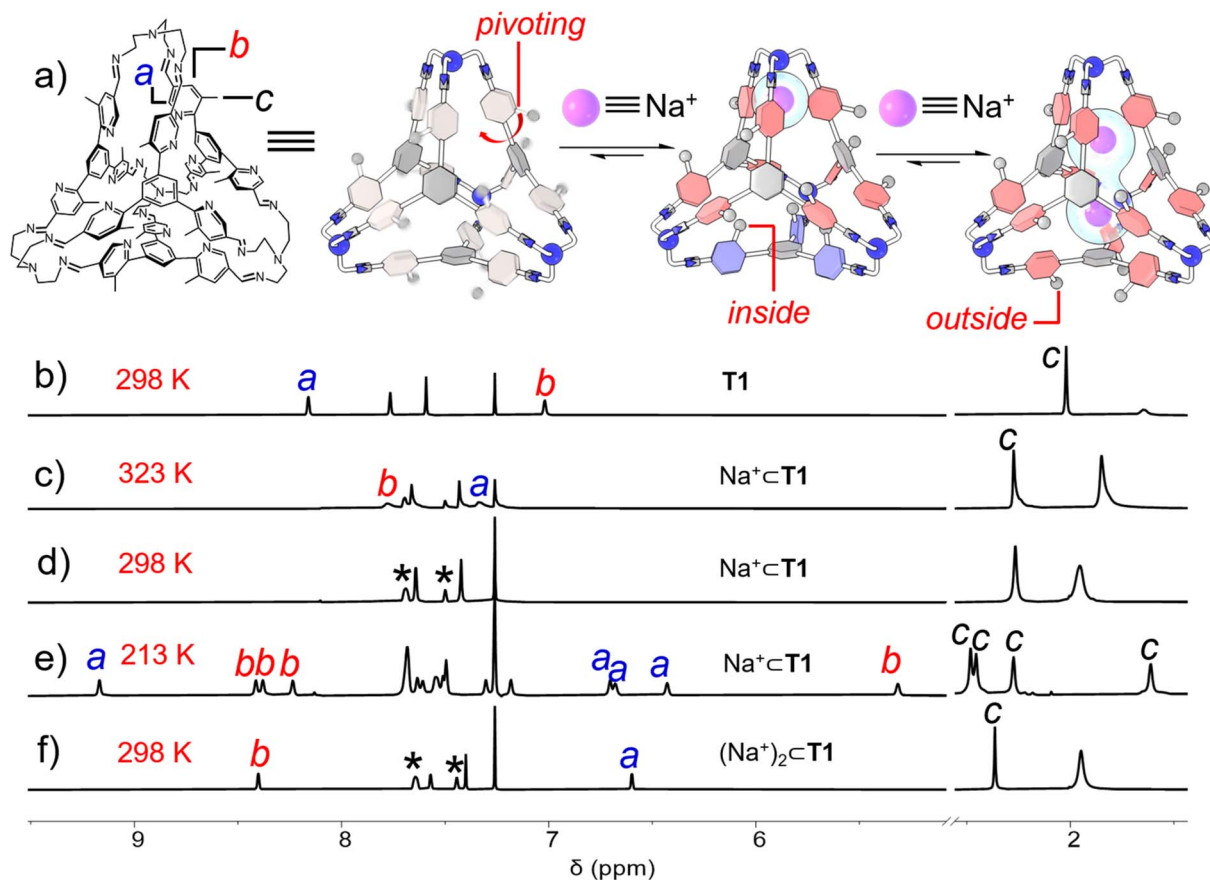 a)
a
b
c
N
pivoting
≡Na⁺
≡Na⁺
inside
outside
b) 298 K a b T1 c
c) 323 K b a Na⁺⊂T1 c
d) 298 K * * Na⁺⊂T1
e) a 213 K bb b a a a Na⁺⊂T1 b c c c c
f) 298 K b * * a (Na⁺)₂⊂T1 c
9 8 7 6 2
δ (ppm)